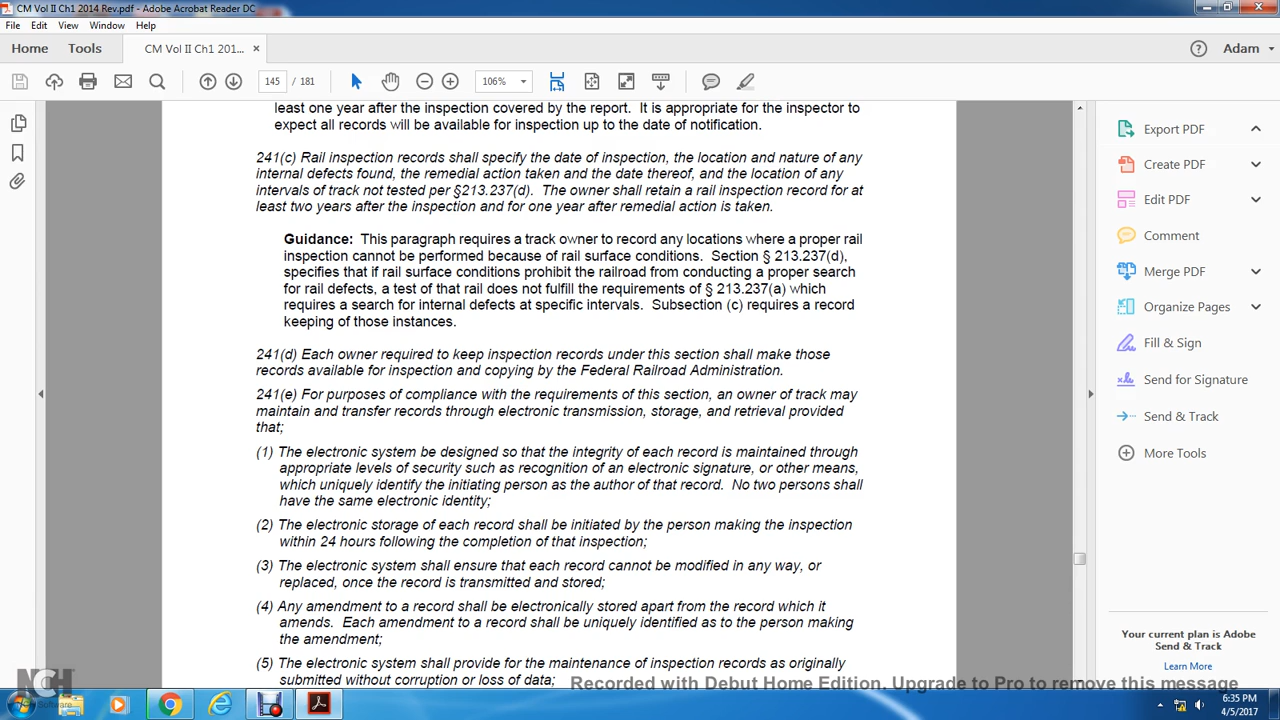 CM Vol II Ch1 2014 Rev.pdf - Adobe Acrobat Reader DC
File Edit View Window Help
Home Tools CM Vol II Ch1 201... × Adam
145 / 181 106%
least one year after the inspection covered by the report. It is appropriate for the inspector to
expect all records will be available for inspection up to the date of notification.
241(c) Rail inspection records shall specify the date of inspection, the location and nature of any
internal defects found, the remedial action taken and the date thereof, and the location of any
intervals of track not tested per §213.237(d). The owner shall retain a rail inspection record for at
least two years after the inspection and for one year after remedial action is taken.
Guidance: This paragraph requires a track owner to record any locations where a proper rail
inspection cannot be performed because of rail surface conditions. Section § 213.237(d),
specifies that if rail surface conditions prohibit the railroad from conducting a proper search
for rail defects, a test of that rail does not fulfill the requirements of § 213.237(a) which
requires a search for internal defects at specific intervals. Subsection (c) requires a record
keeping of those instances.
241(d) Each owner required to keep inspection records under this section shall make those
records available for inspection and copying by the Federal Railroad Administration.
241(e) For purposes of compliance with the requirements of this section, an owner of track may
maintain and transfer records through electronic transmission, storage, and retrieval provided
that;
(1) The electronic system be designed so that the integrity of each record is maintained through
appropriate levels of security such as recognition of an electronic signature, or other means,
which uniquely identify the initiating person as the author of that record. No two persons shall
have the same electronic identity;
(2) The electronic storage of each record shall be initiated by the person making the inspection
within 24 hours following the completion of that inspection;
(3) The electronic system shall ensure that each record cannot be modified in any way, or
replaced, once the record is transmitted and stored;
(4) Any amendment to a record shall be electronically stored apart from the record which it
amends. Each amendment to a record shall be uniquely identified as to the person making
the amendment;
(5) The electronic system shall provide for the maintenance of inspection records as originally
submitted without corruption or loss of data;
Export PDF
Create PDF
Edit PDF
Comment
Merge PDF
Organize Pages
Fill & Sign
Send for Signature
Send & Track
More Tools
Your current plan is Adobe
Send & Track
Learn More
NCH
Software
Recorded with Debut Home Edition. Upgrade to Pro to remove this message
6:35 PM
4/5/2017